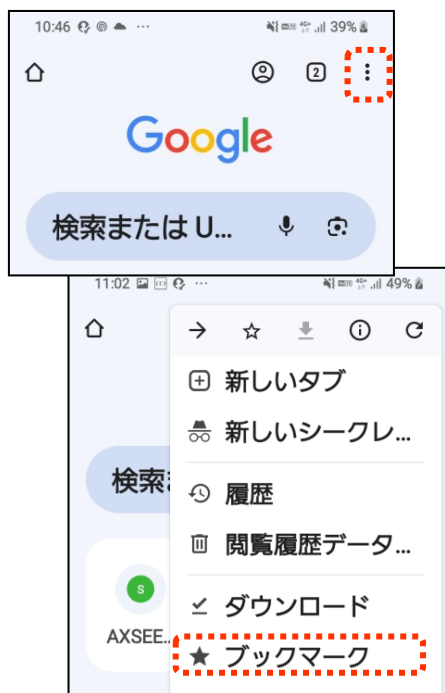 10:46 ··· 4G+ 39%
2
Google
検索または U...
11:02 ··· 4G+ 49%
新しいタブ
新しいシークレ...
履歴
閲覧履歴データ...
検索
S
AXSEE..
ダウンロード
ブックマーク